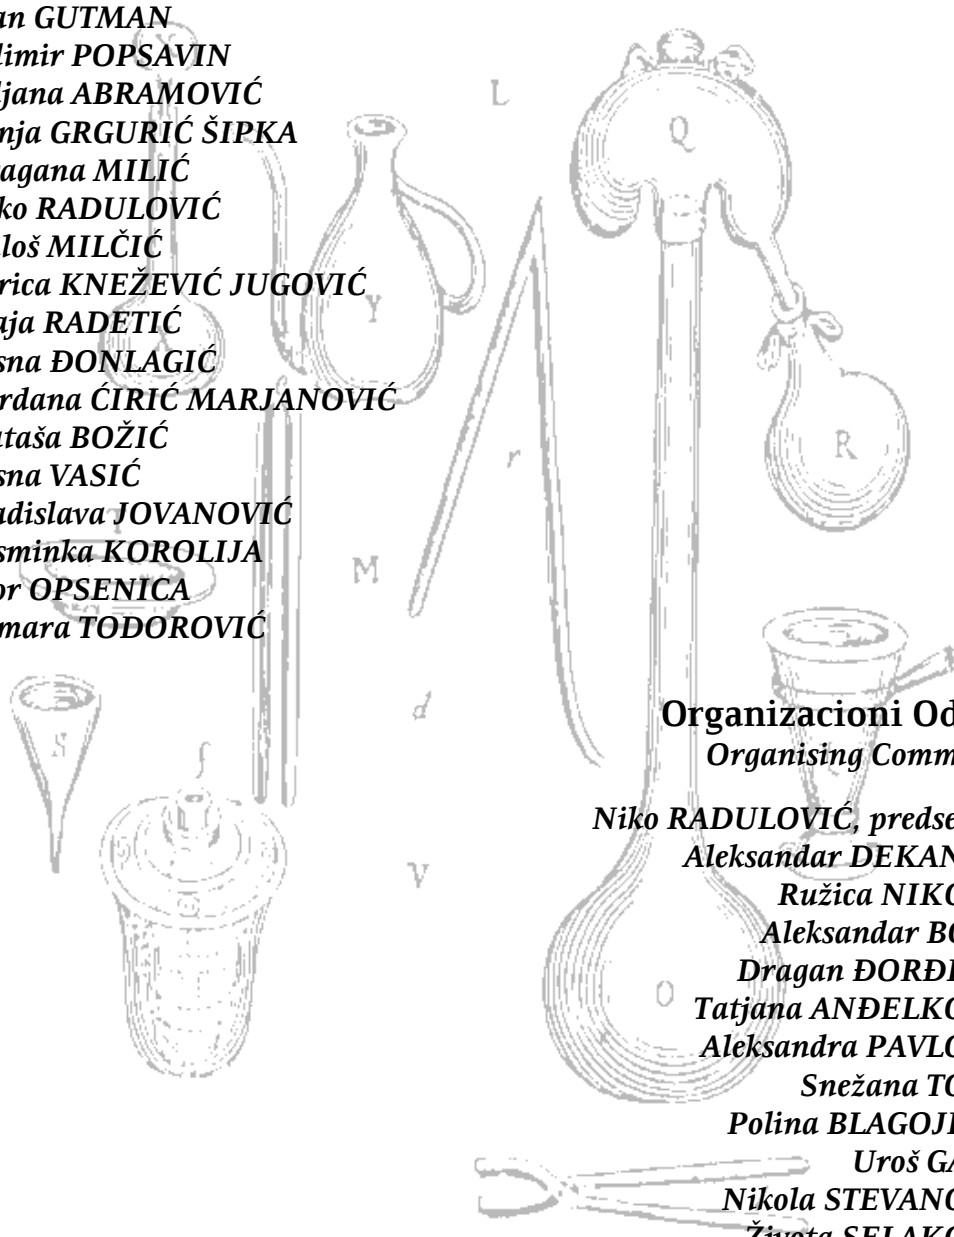 an GUTMAN
limir POPSAVIN
ljana ABRAMOVIĆ
nja GRGURIĆ ŠIPKA
agana MILIĆ
ko RADULOVIĆ
loš MILČIĆ
rica KNEŽEVIĆ JUGOVIĆ
aja RADETIĆ
sna ĐONLAGIĆ
rdana ĆIRIĆ MARJANOVIĆ
taša BOŽIĆ
sna VASIĆ
adislava JOVANOVIĆ
sminka KOROLIJA
or OPSENICA
mara TODOROVIĆ
L
Q
Y
R
r
M
d
S
f
V
O
Organizacioni Od
Organising Comm
Niko RADULOVIĆ, predse
Aleksandar DEKAN
Ružica NIKO
Aleksandar BO
Dragan ĐORĐE
Tatjana ANĐELKO
Aleksandra PAVLO
Snežana TO
Polina BLAGOJE
Uroš GA
Nikola STEVANO
Života SELAKO